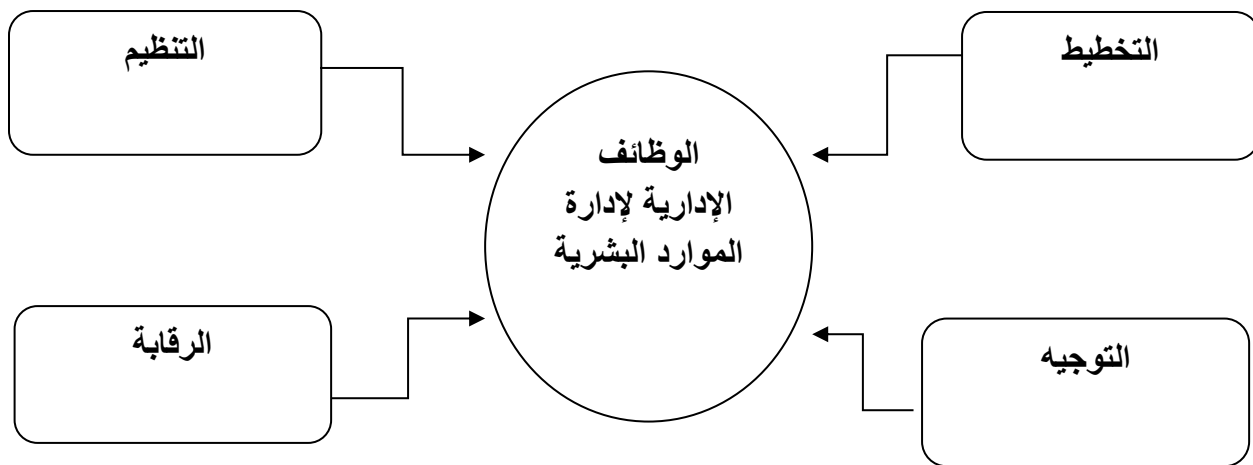 التخطيط
التنظيم
الوظائف
الإدارية لإدارة
الموارد البشرية
التوجيه
الرقابة